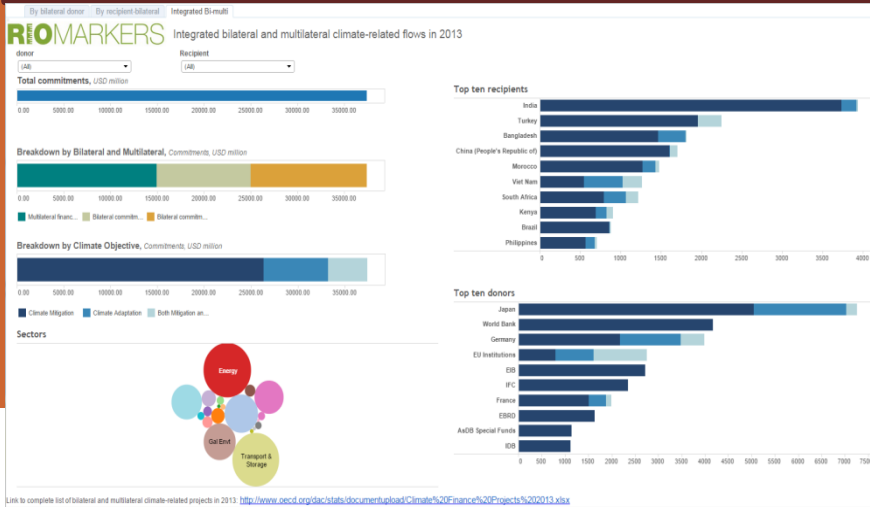 By bilateral donor By recipient-bilateral Integrated Bi-multi
RIOMARKERS Integrated bilateral and multilateral climate-related flows in 2013
donor Recipient
(All) (All)
Total commitments, USD million
0.00 5000.00 10000.00 15000.00 20000.00 25000.00 30000.00 35000.00
Breakdown by Bilateral and Multilateral, Commitments, USD million
0.00 5000.00 10000.00 15000.00 20000.00 25000.00 30000.00 35000.00
Multilateral financ... Bilateral commitm... Bilateral commitm...
Breakdown by Climate Objective, Commitments, USD million
0.00 5000.00 10000.00 15000.00 20000.00 25000.00 30000.00 35000.00
Climate Mitigation Climate Adaptation Both Mitigation an...
Sectors
Energy
Gal Envt
Transport &
Storage
Top ten recipients
India
Turkey
Bangladesh
China (People's Republic of)
Morocco
Viet Nam
South Africa
Kenya
Brazil
Philippines
0 500 1000 1500 2000 2500 3000 3500 4000
Top ten donors
Japan
World Bank
Germany
EU Institutions
EIB
IFC
France
EBRD
AsDB Special Funds
IDB
0 500 1000 1500 2000 2500 3000 3500 4000 4500 5000 5500 6000 6500 7000
Link to complete list of bilateral and multilateral climate-related projects in 2013: http://www.oecd.org/dac/stats/documentupload/Climate%20Finance%20Projects%202013.xlsx